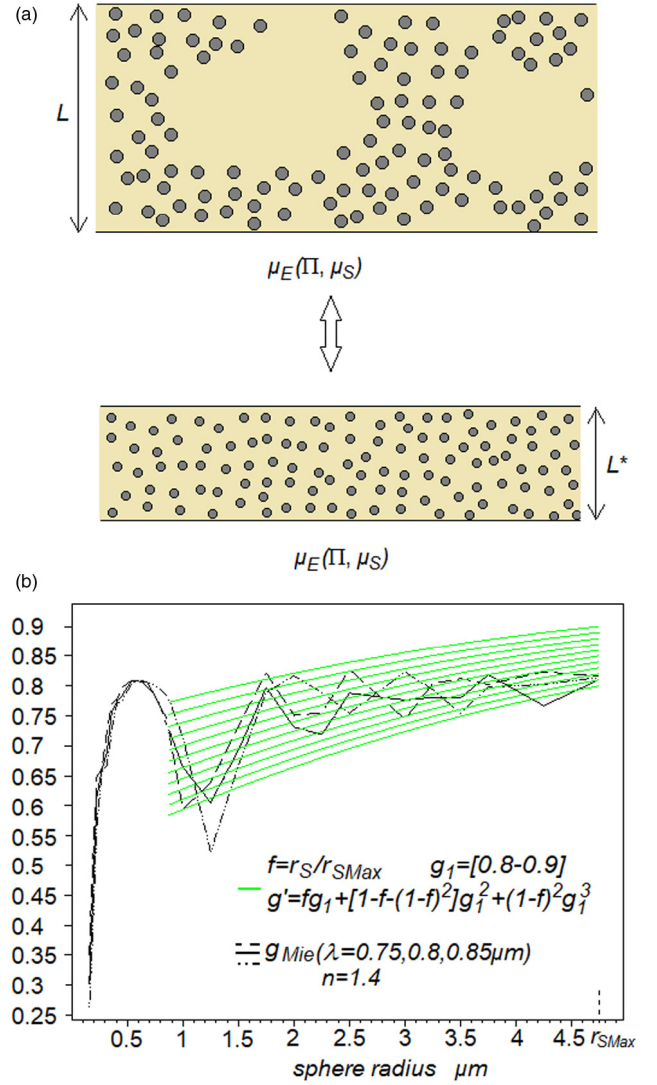 (a)
L
μE(Π, μS)
L*
μE(Π, μS)
(b)
0.9
0.85
0.8
0.75
0.7
0.65
0.6
0.55
0.5
0.45
0.4
0.35
0.3
0.25
f=rS/rSMax g1=[0.8-0.9]
g'=fg1+[1-f-(1-f)²]g1²+(1-f)²g1³
gMie(λ=0.75,0.8,0.85μm)
n=1.4
0.5 1 1.5 2 2.5 3 3.5 4 4.5 rSMax
sphere radius μm